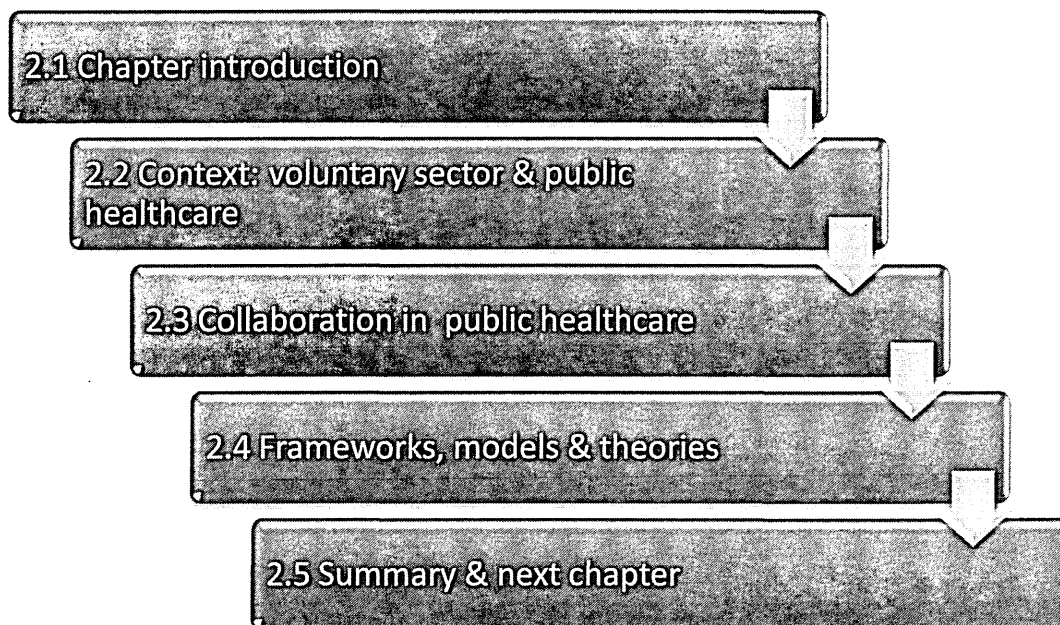 2.1 Chapter introduction
2.2 Context: voluntary sector & public
healthcare
2.3 Collaboration in public healthcare
2.4 Frameworks, models & theories
2.5 Summary & next chapter